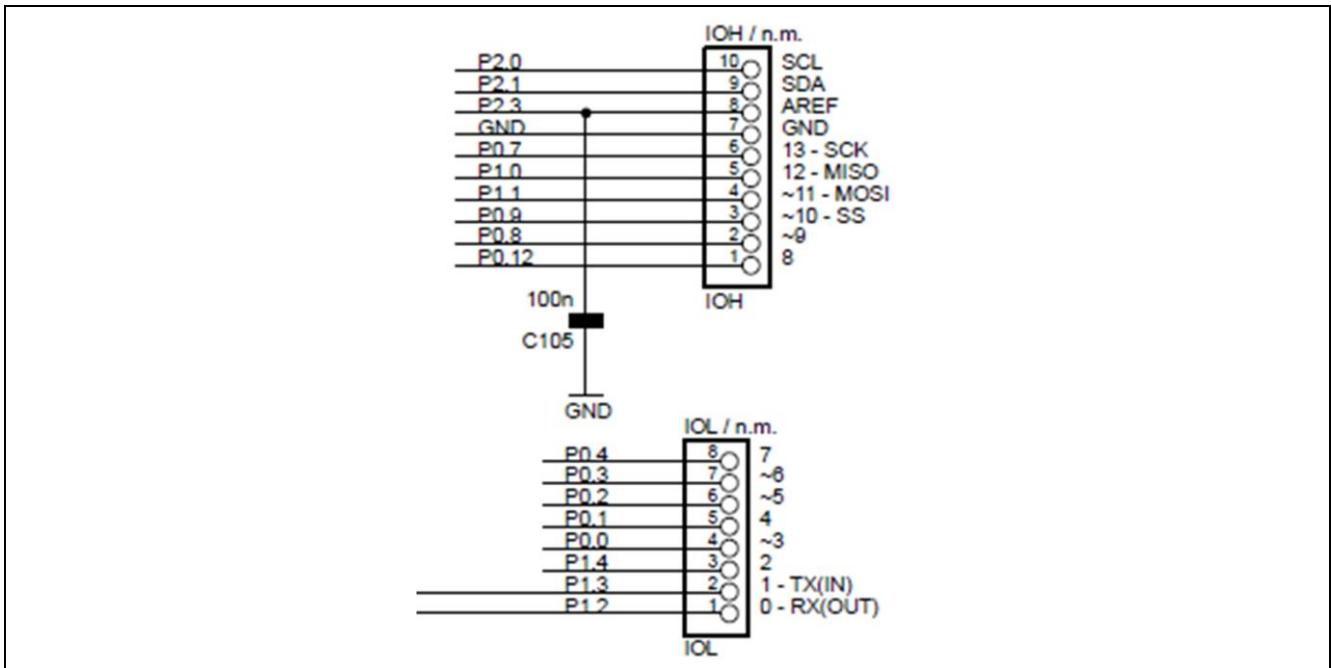 IOH / n.m.
P2.0 10 SCL
P2.1 9 SDA
P2.3 8 AREF
GND 7 GND
P0.7 6 13 - SCK
P1.0 5 12 - MISO
P1.1 4 ~11 - MOSI
P0.9 3 ~10 - SS
P0.8 2 ~9
P0.12 1 8
100n
IOH
C105
GND
IOL / n.m.
P0.4 8 7
P0.3 7 ~6
P0.2 6 ~5
P0.1 5 4
P0.0 4 ~3
P1.4 3 2
P1.3 2 1 - TX(IN)
P1.2 1 0 - RX(OUT)
IOL